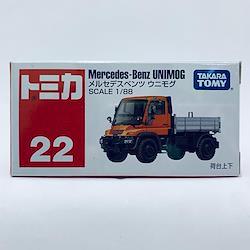 トミカ
22
Mercedes-Benz UNIMOG
メルセデスベンツ ウニモグ
SCALE 1/88
TAKARA
TOMY
荷台上下